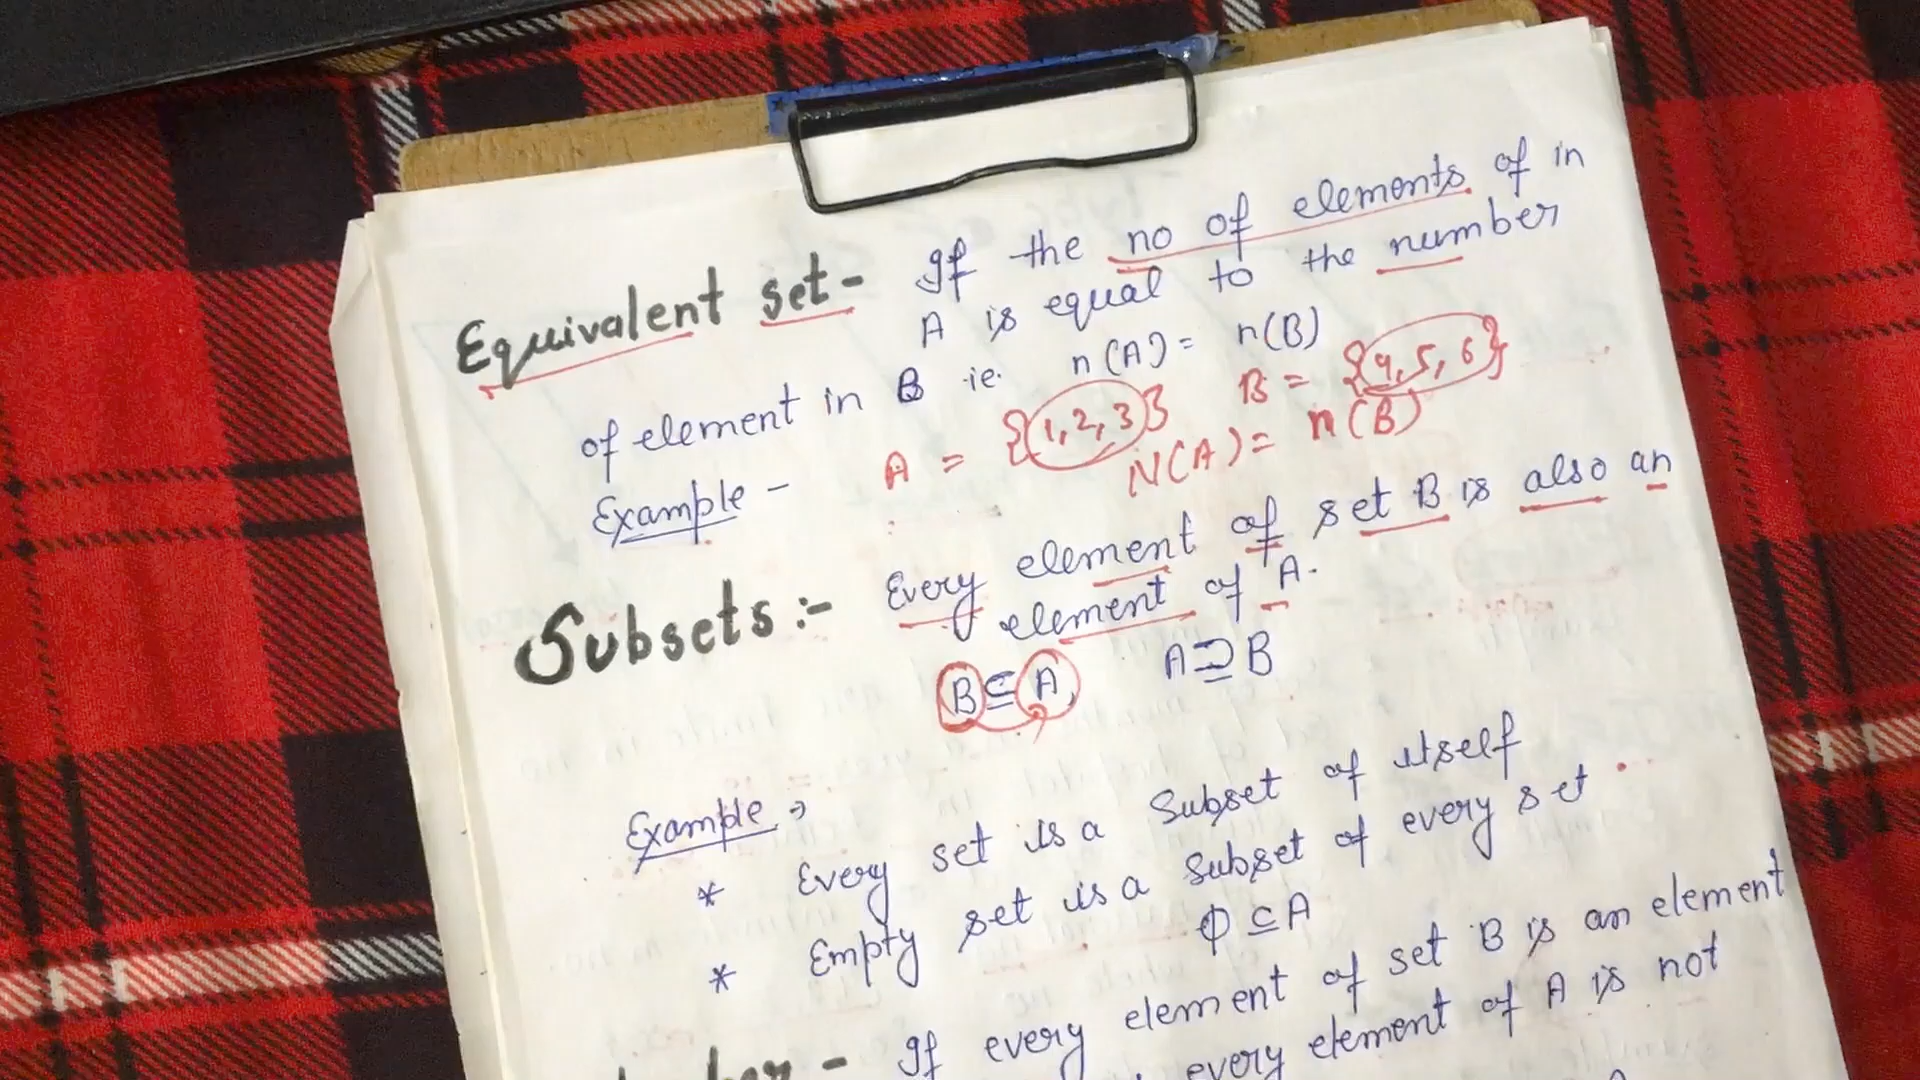 Equivalent set - If the no of elements of in
A is equal to the number
of element in B ie. n(A) = n(B)
Example - A = {1, 2, 3} B = {4, 5, 6}
N(A) = n(B)
Subsets :- Every element of set B is also an
element of A.
B ⊆ A, A ⊇ B
Example →
* Every set is a Subset of itself
* Empty set is a Subset of every set.
ϕ ⊆ A
If every element of set B is an element
every element of A is not